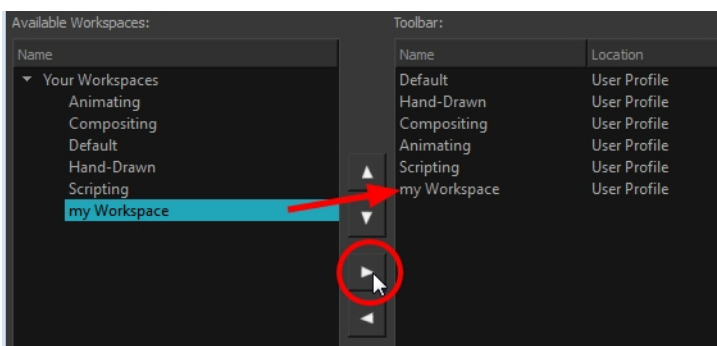 Available Workspaces:
Name
Your Workspaces
Animating
Compositing
Default
Hand-Drawn
Scripting
my Workspace
Toolbar:
Name Location
Default User Profile
Hand-Drawn User Profile
Compositing User Profile
Animating User Profile
Scripting User Profile
my Workspace User Profile